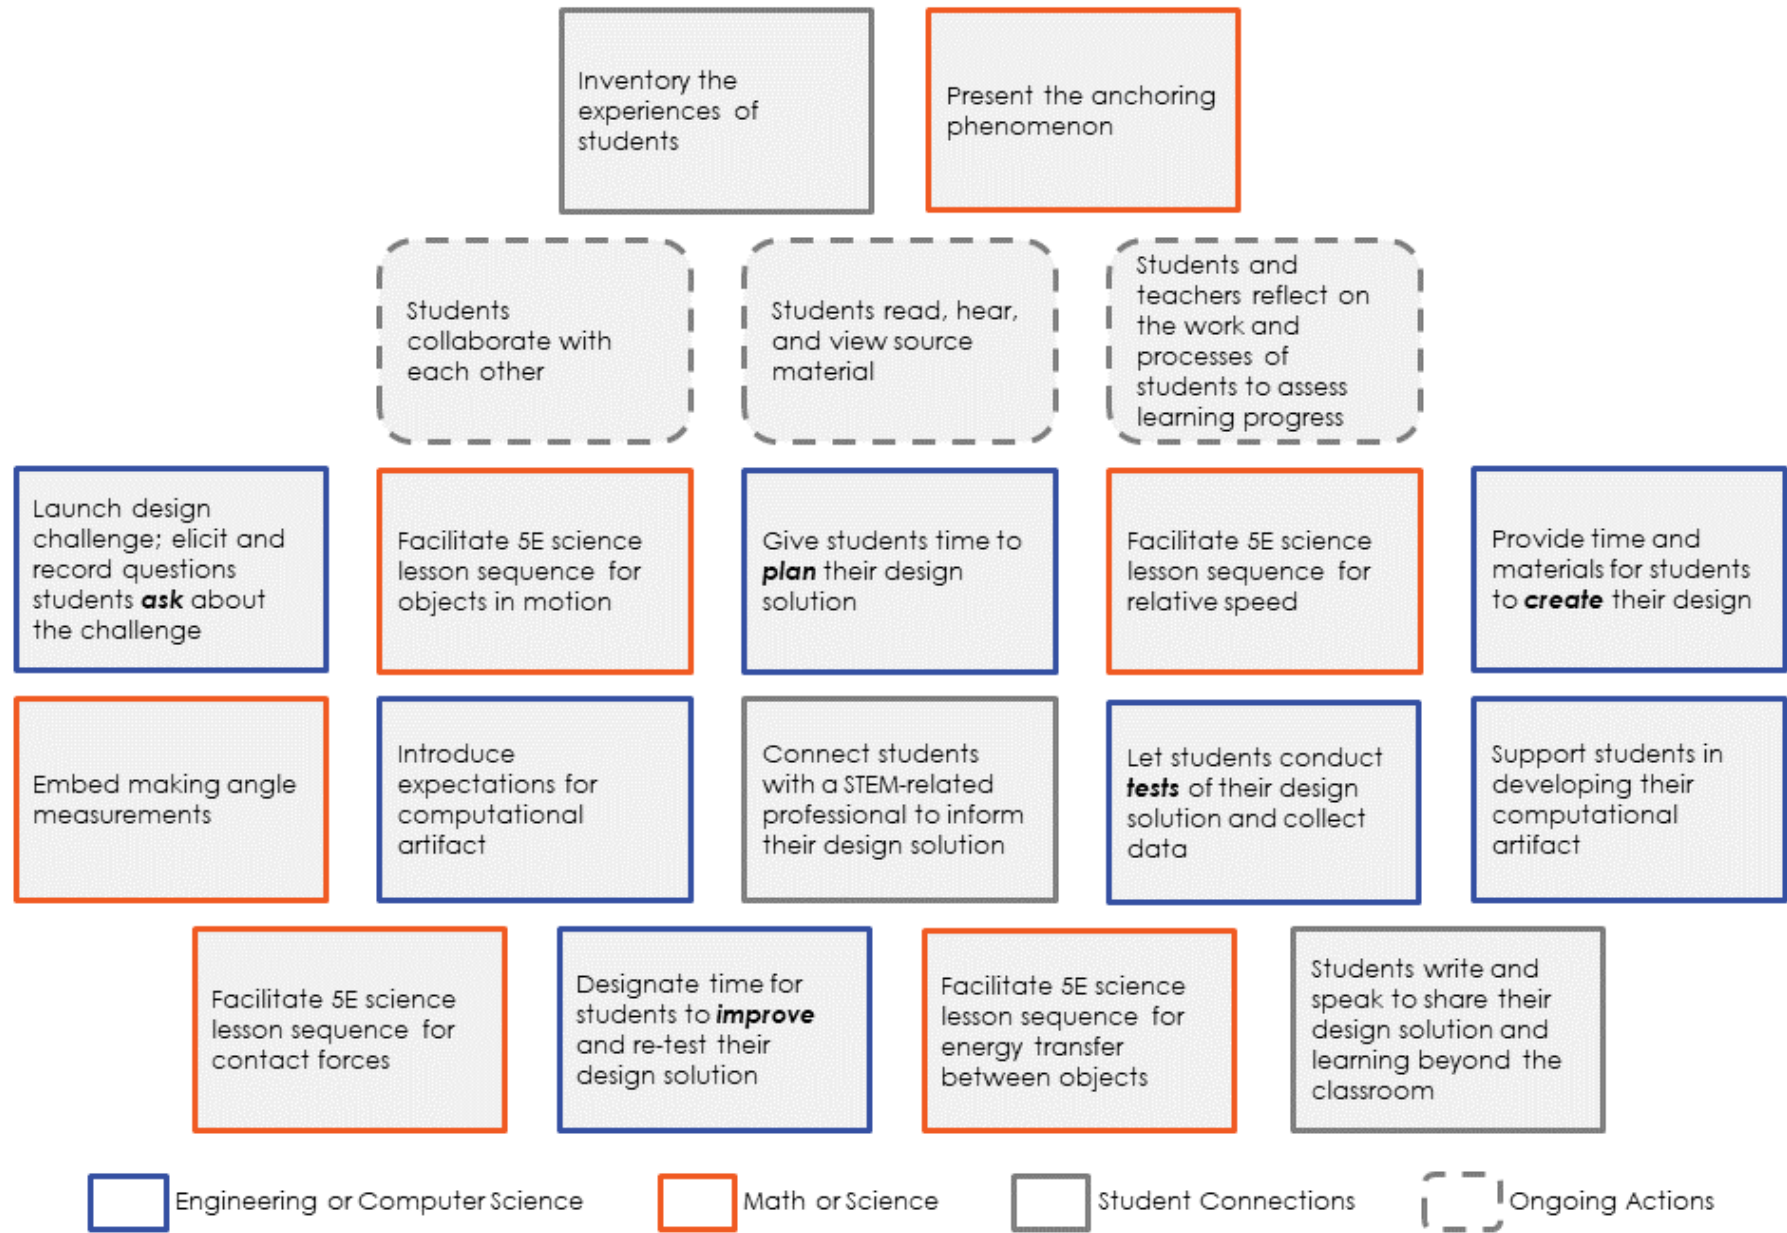 Inventory the
experiences of
students
Present the anchoring
phenomenon
Students
collaborate with
each other
Students read, hear,
and view source
material
Students and
teachers reflect on
the work and
processes of
students to assess
learning progress
Launch design
challenge; elicit and
record questions
students ask about
the challenge
Facilitate 5E science
lesson sequence for
objects in motion
Give students time to
plan their design
solution
Facilitate 5E science
lesson sequence for
relative speed
Provide time and
materials for students
to create their design
Embed making angle
measurements
Introduce
expectations for
computational
artifact
Connect students
with a STEM-related
professional to inform
their design solution
Let students conduct
tests of their design
solution and collect
data
Support students in
developing their
computational
artifact
Facilitate 5E science
lesson sequence for
contact forces
Designate time for
students to improve
and re-test their
design solution
Facilitate 5E science
lesson sequence for
energy transfer
between objects
Students write and
speak to share their
design solution and
learning beyond the
classroom
Engineering or Computer Science
Math or Science
Student Connections
Ongoing Actions